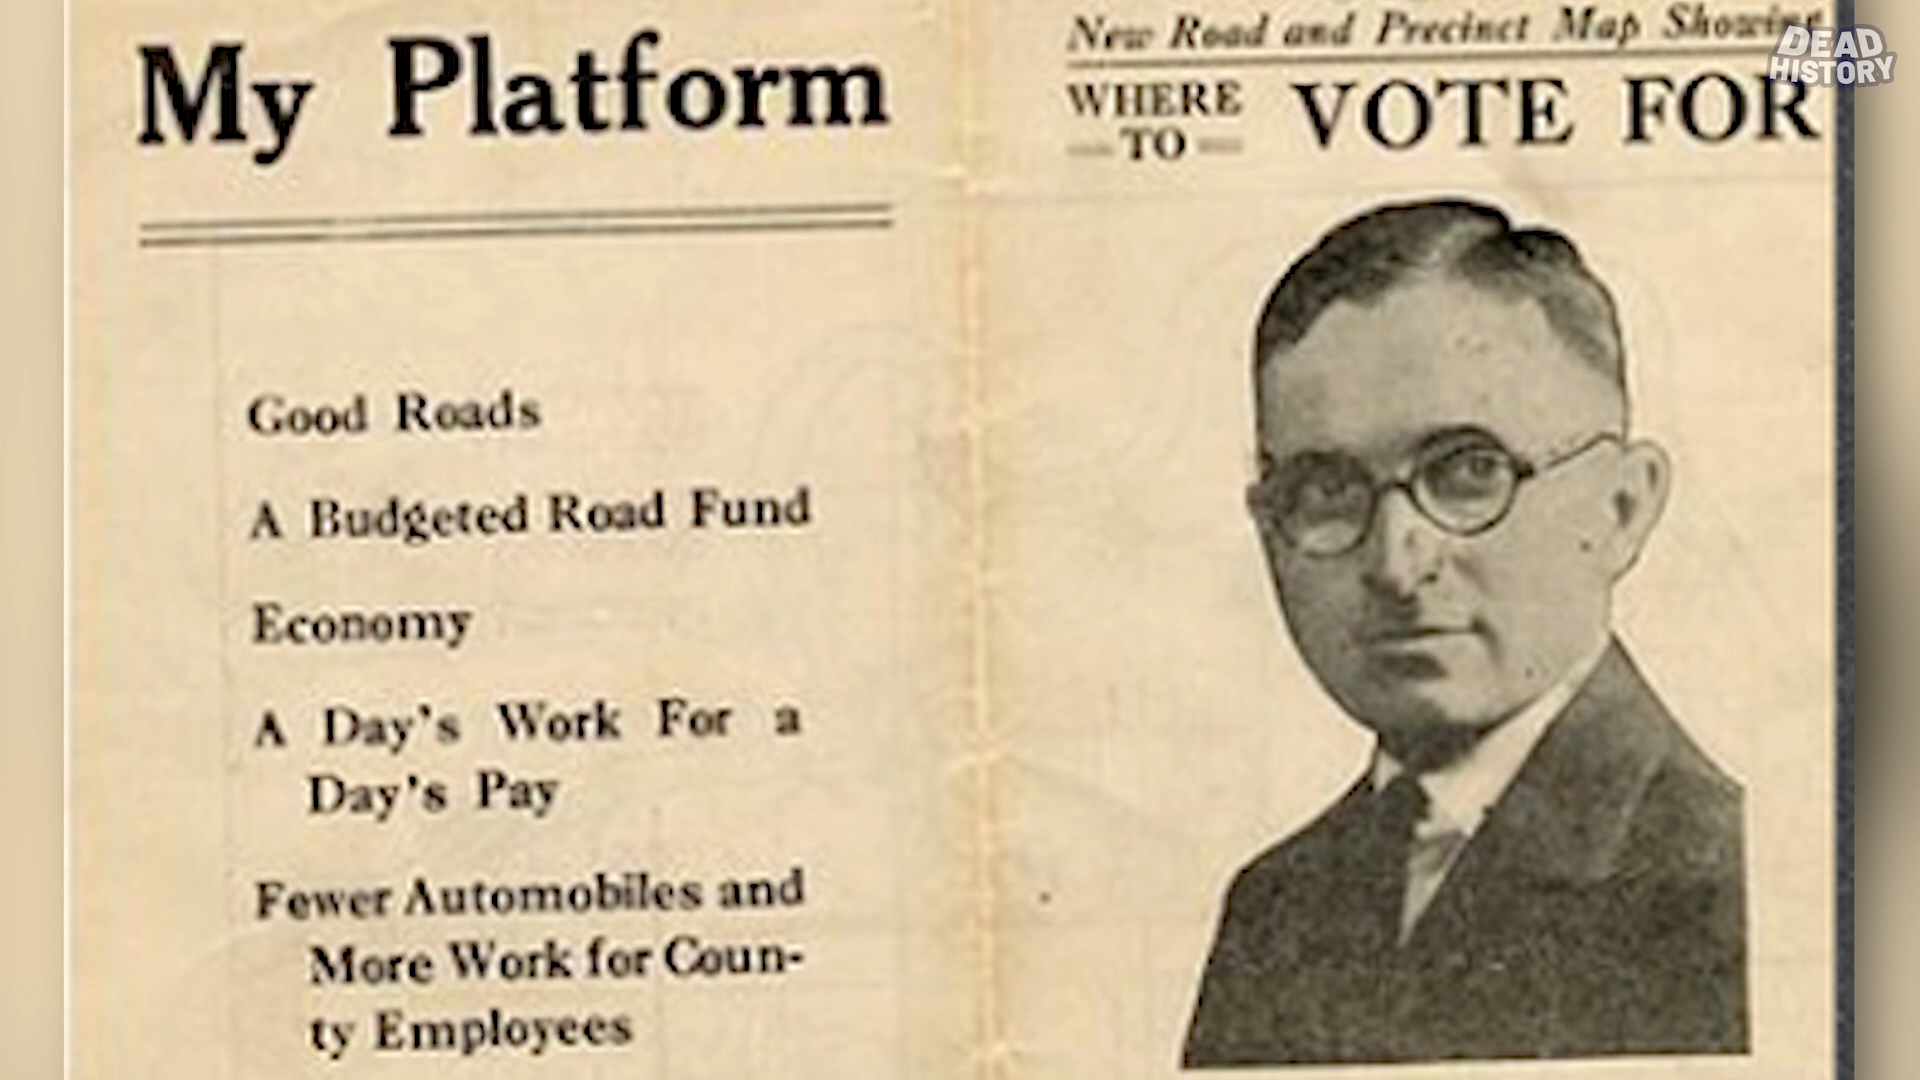 My Platform
Good Roads
A Budgeted Road Fund
Economy
A Day's Work For a
Day's Pay
Fewer Automobiles and
More Work for Coun-
ty Employees
New Road and Precinct Map Showing
WHERE
— TO —
VOTE FOR
DEAD
HISTORY